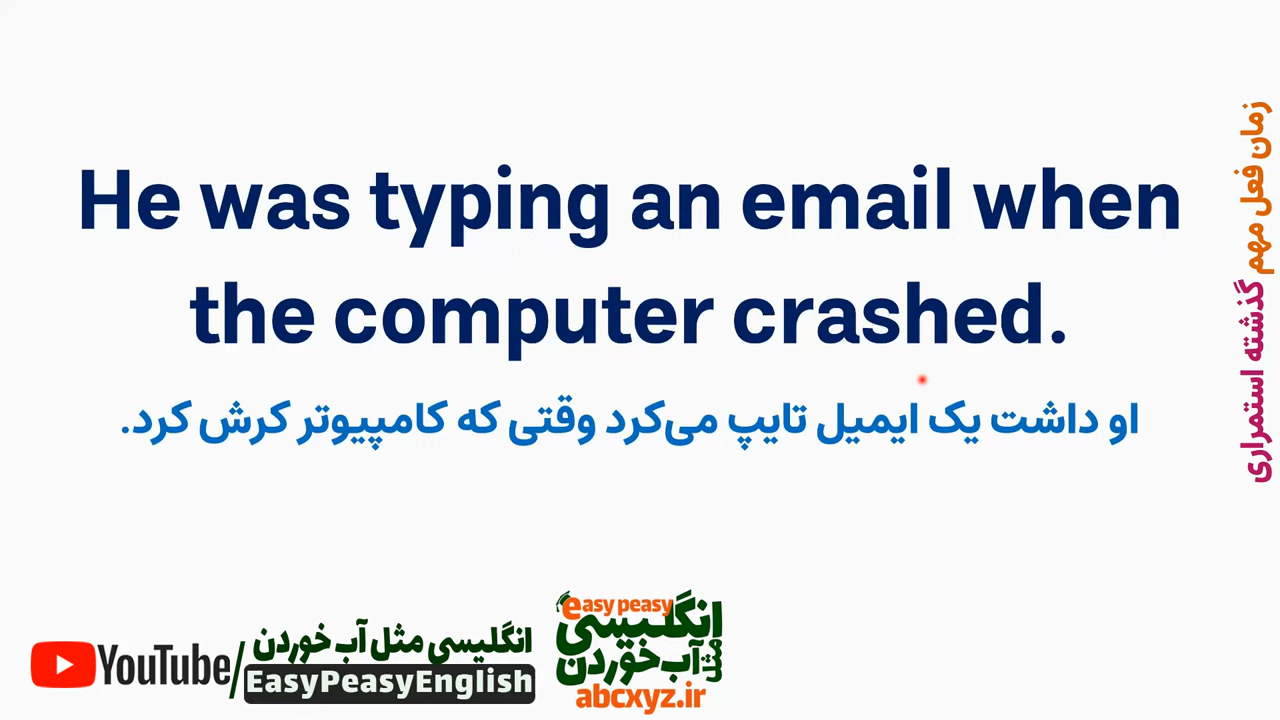 He was typing an email when
the computer crashed.
او داشت یک ایمیل تایپ می‌کرد وقتی که کامپیوتر کرش کرد.
زمان فعل مهم گذشته استمراری
YouTube/
انگلیسی مثل آب خوردن
EasyPeasyEnglish
easy peasy
انگلیسی
مثل
آب خوردن
abcxyz.ir